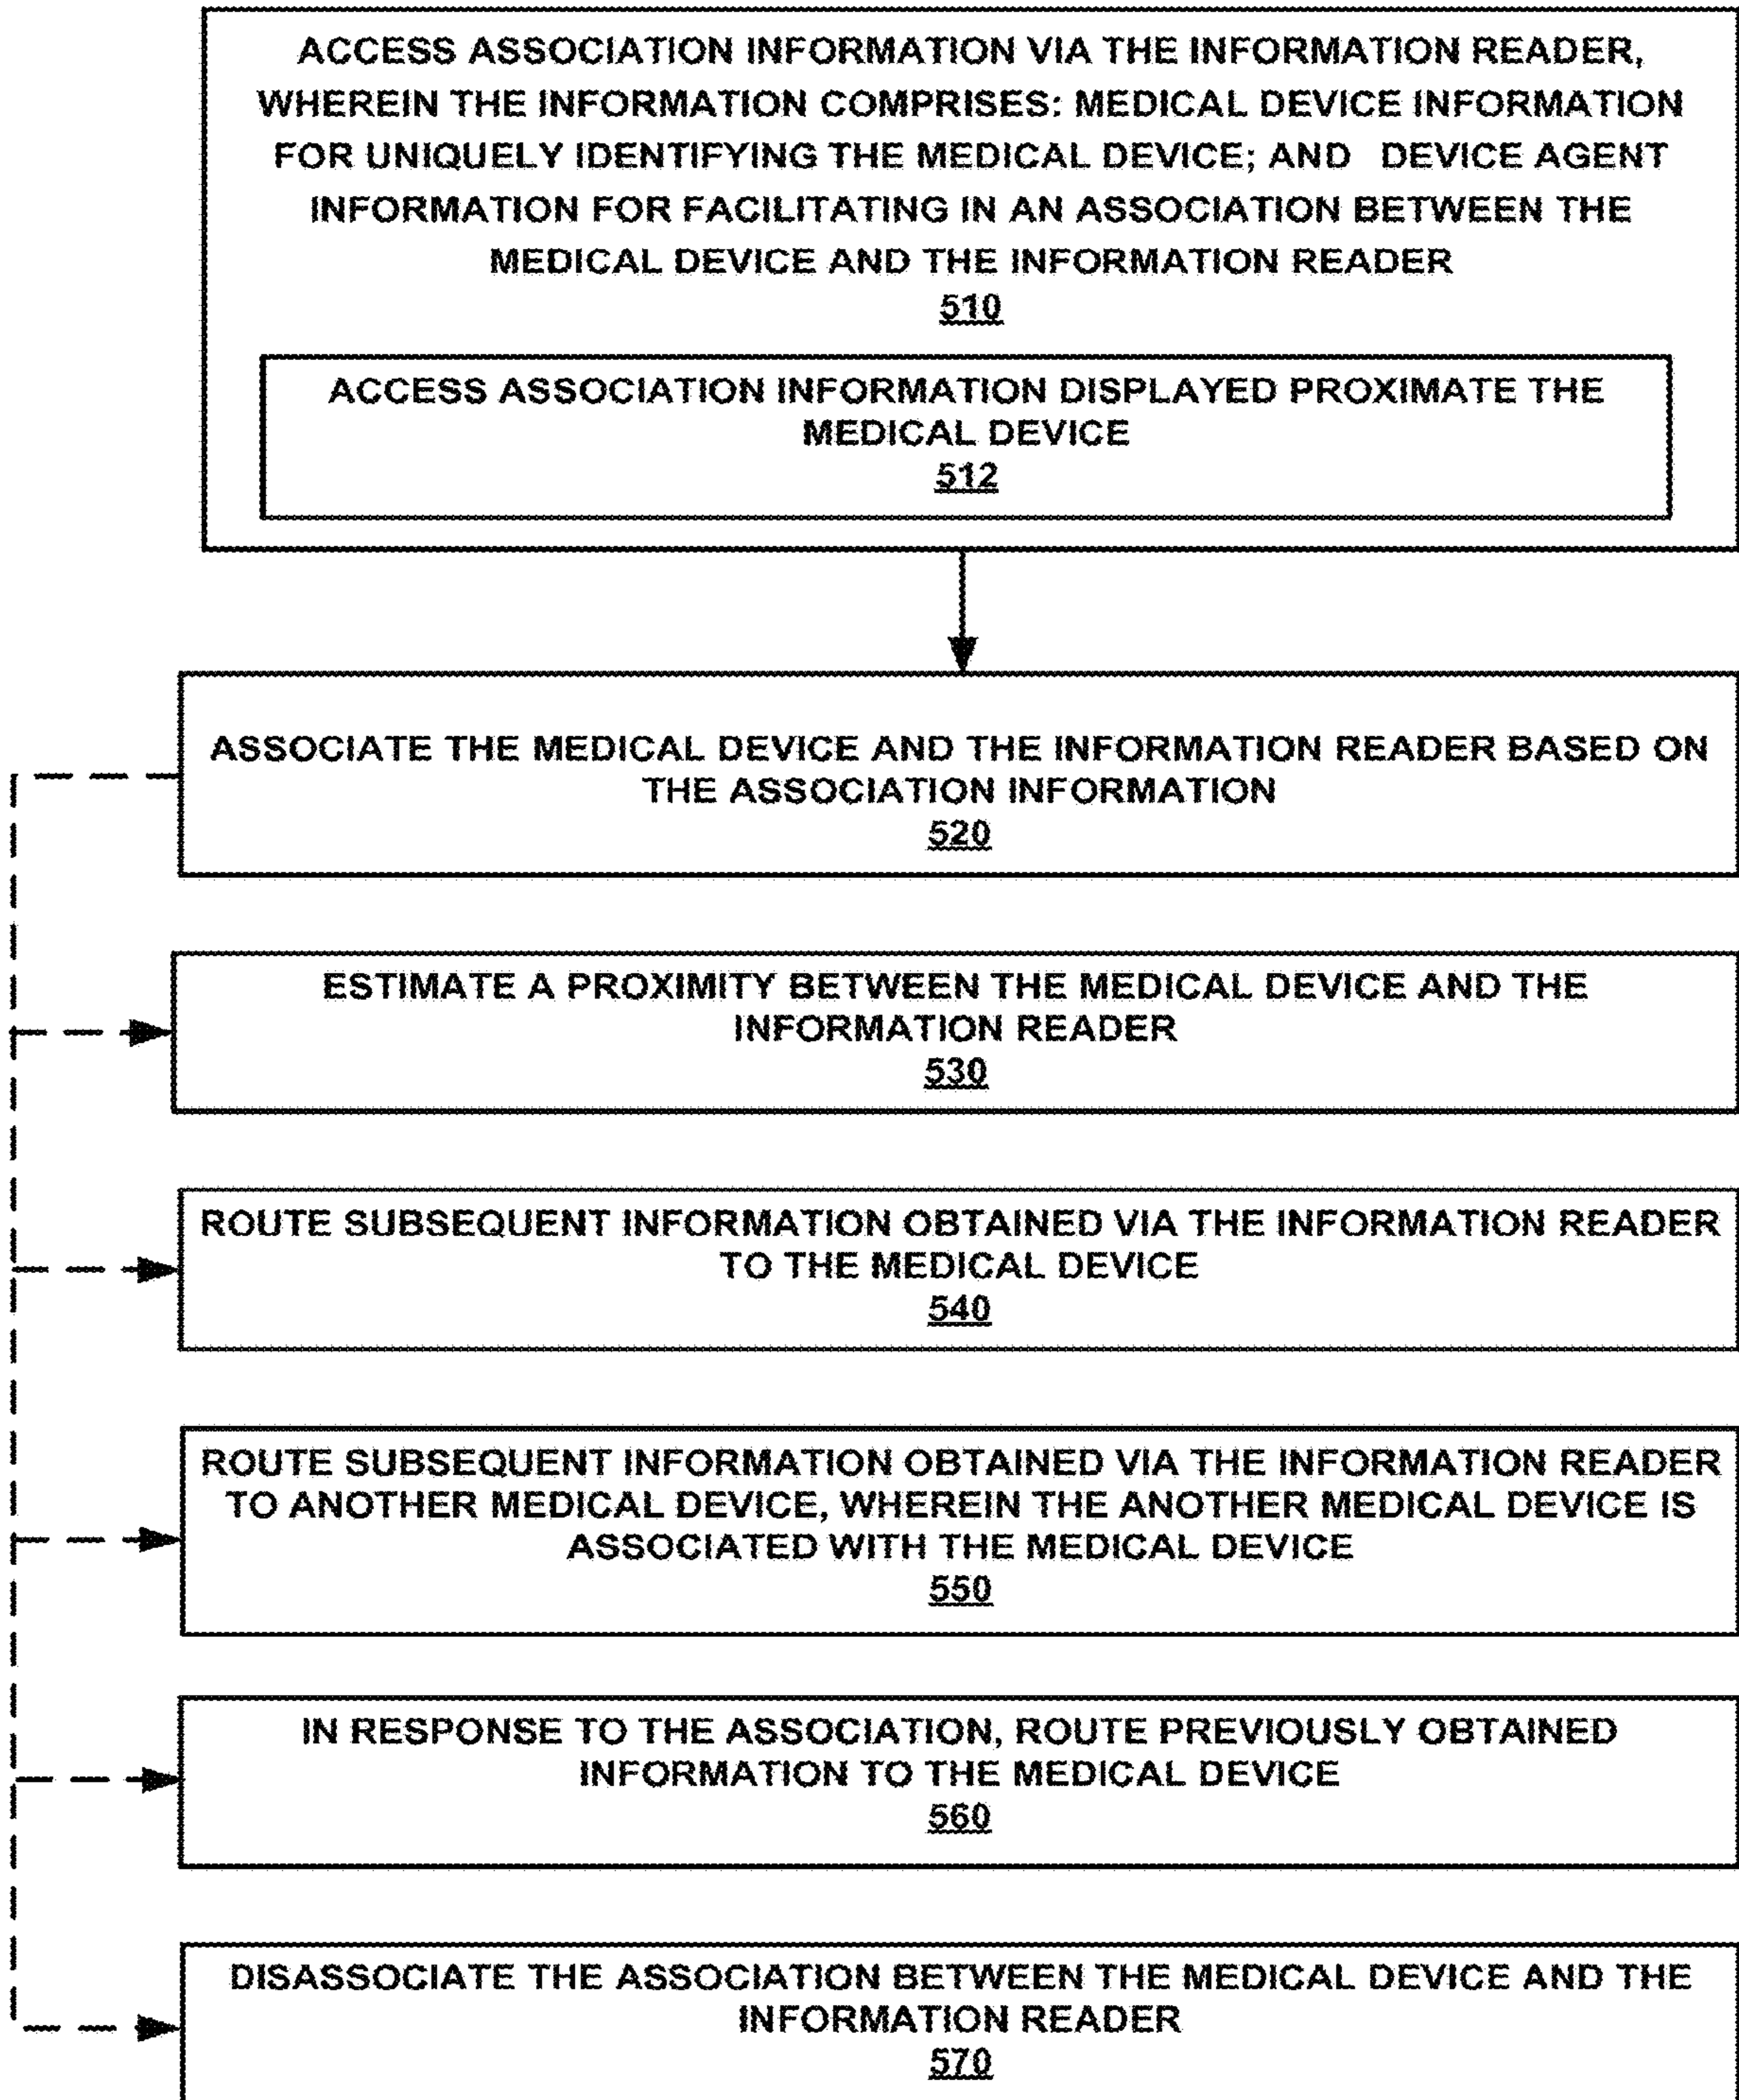 ACCESS ASSOCIATION INFORMATION VIA THE INFORMATION READER,
WHEREIN THE INFORMATION COMPRISES: MEDICAL DEVICE INFORMATION
FOR UNIQUELY IDENTIFYING THE MEDICAL DEVICE; AND DEVICE AGENT
INFORMATION FOR FACILITATING IN AN ASSOCIATION BETWEEN THE
MEDICAL DEVICE AND THE INFORMATION READER
510
ACCESS ASSOCIATION INFORMATION DISPLAYED PROXIMATE THE
MEDICAL DEVICE
512
ASSOCIATE THE MEDICAL DEVICE AND THE INFORMATION READER BASED ON
THE ASSOCIATION INFORMATION
520
ESTIMATE A PROXIMITY BETWEEN THE MEDICAL DEVICE AND THE
INFORMATION READER
530
ROUTE SUBSEQUENT INFORMATION OBTAINED VIA THE INFORMATION READER
TO THE MEDICAL DEVICE
540
ROUTE SUBSEQUENT INFORMATION OBTAINED VIA THE INFORMATION READER
TO ANOTHER MEDICAL DEVICE, WHEREIN THE ANOTHER MEDICAL DEVICE IS
ASSOCIATED WITH THE MEDICAL DEVICE
550
IN RESPONSE TO THE ASSOCIATION, ROUTE PREVIOUSLY OBTAINED
INFORMATION TO THE MEDICAL DEVICE
560
DISASSOCIATE THE ASSOCIATION BETWEEN THE MEDICAL DEVICE AND THE
INFORMATION READER
570